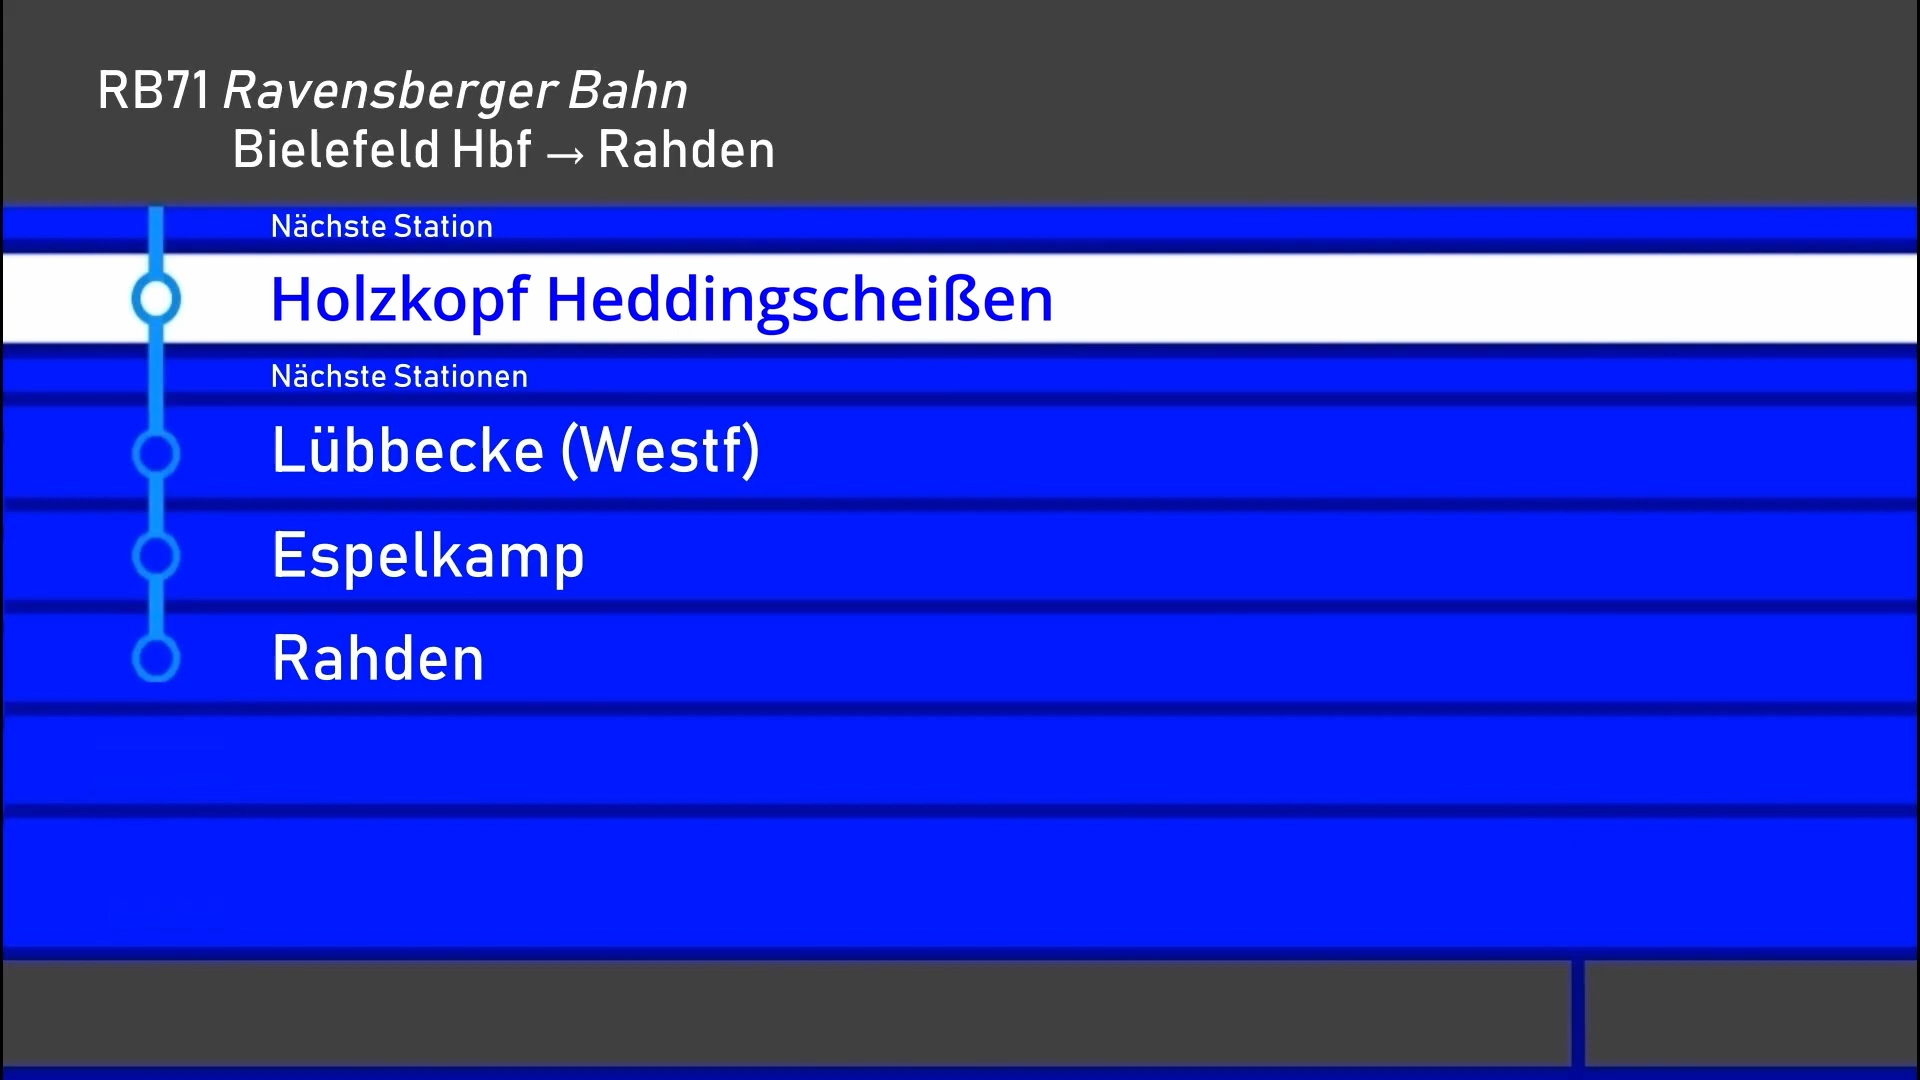 RB71 Ravensberger Bahn
Bielefeld Hbf → Rahden
Nächste Station
Holzkopf Heddingscheißen
Nächste Stationen
Lübbecke (Westf)
Espelkamp
Rahden